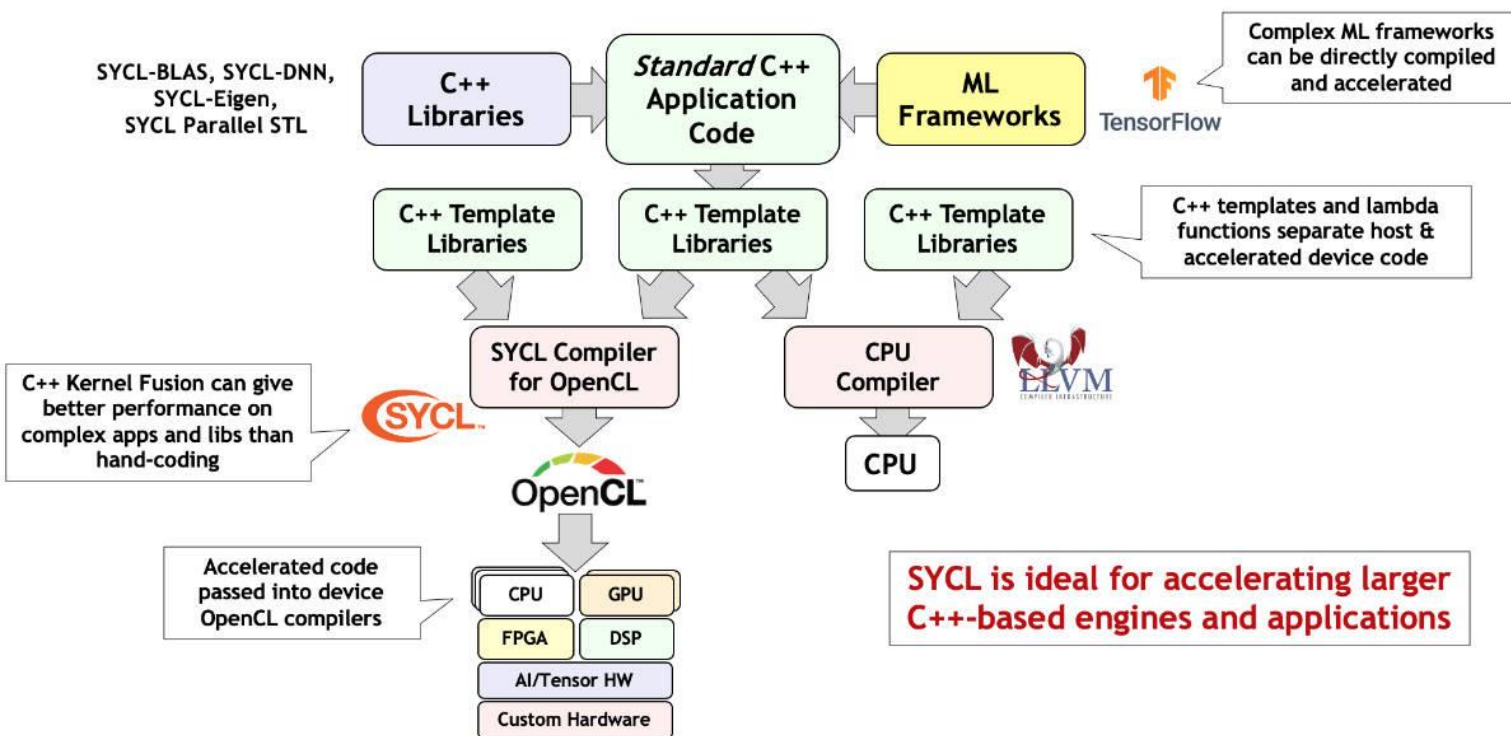 SYCL-BLAS, SYCL-DNN,
SYCL-Eigen,
SYCL Parallel STL
C++
Libraries
Standard C++
Application
Code
ML
Frameworks
TensorFlow
Complex ML frameworks
can be directly compiled
and accelerated
C++ Template
Libraries
C++ Template
Libraries
C++ Template
Libraries
C++ templates and lambda
functions separate host &
accelerated device code
SYCL Compiler
for OpenCL
CPU
Compiler
LLVM
COMPILER INFRASTRUCTURE
C++ Kernel Fusion can give
better performance on
complex apps and libs than
hand-coding
SYCL™
CPU
OpenCL™
Accelerated code
passed into device
OpenCL compilers
CPU
GPU
FPGA
DSP
AI/Tensor HW
Custom Hardware
SYCL is ideal for accelerating larger
C++-based engines and applications